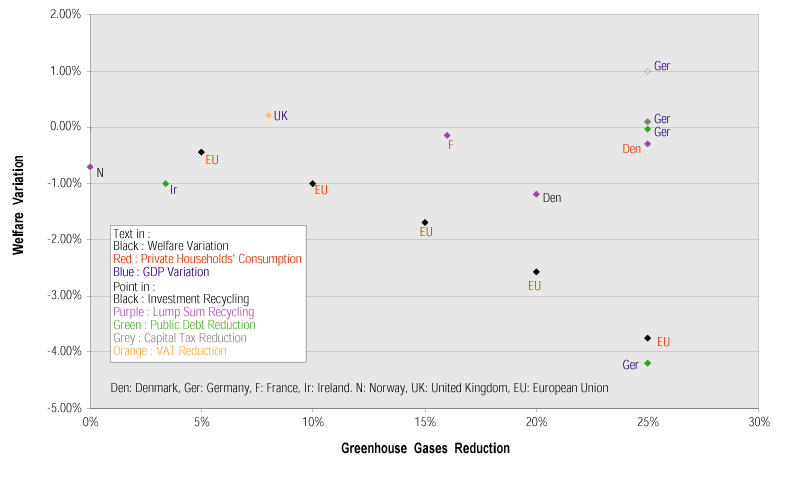 2.00%
Ger
1.00%
Ger
UK
0.00%
Ger
F
Den
EU
N
-1.00%
Ir
EU
Den
Welfare Variation
-2.00%
EU
Text in :
Black : Welfare Variation
Red : Private Households' Consumption
Blue : GDP Variation
Point in :
Black : Investment Recycling
Purple : Lump Sum Recycling
Green : Public Debt Reduction
Grey : Capital Tax Reduction
Orange : VAT Reduction
EU
-3.00%
EU
-4.00%
Ger
Den: Denmark, Ger: Germany, F: France, Ir: Ireland. N: Norway, UK: United Kingdom, EU: European Union
-5.00%
0% 5% 10% 15% 20% 25% 30%
Greenhouse Gases Reduction